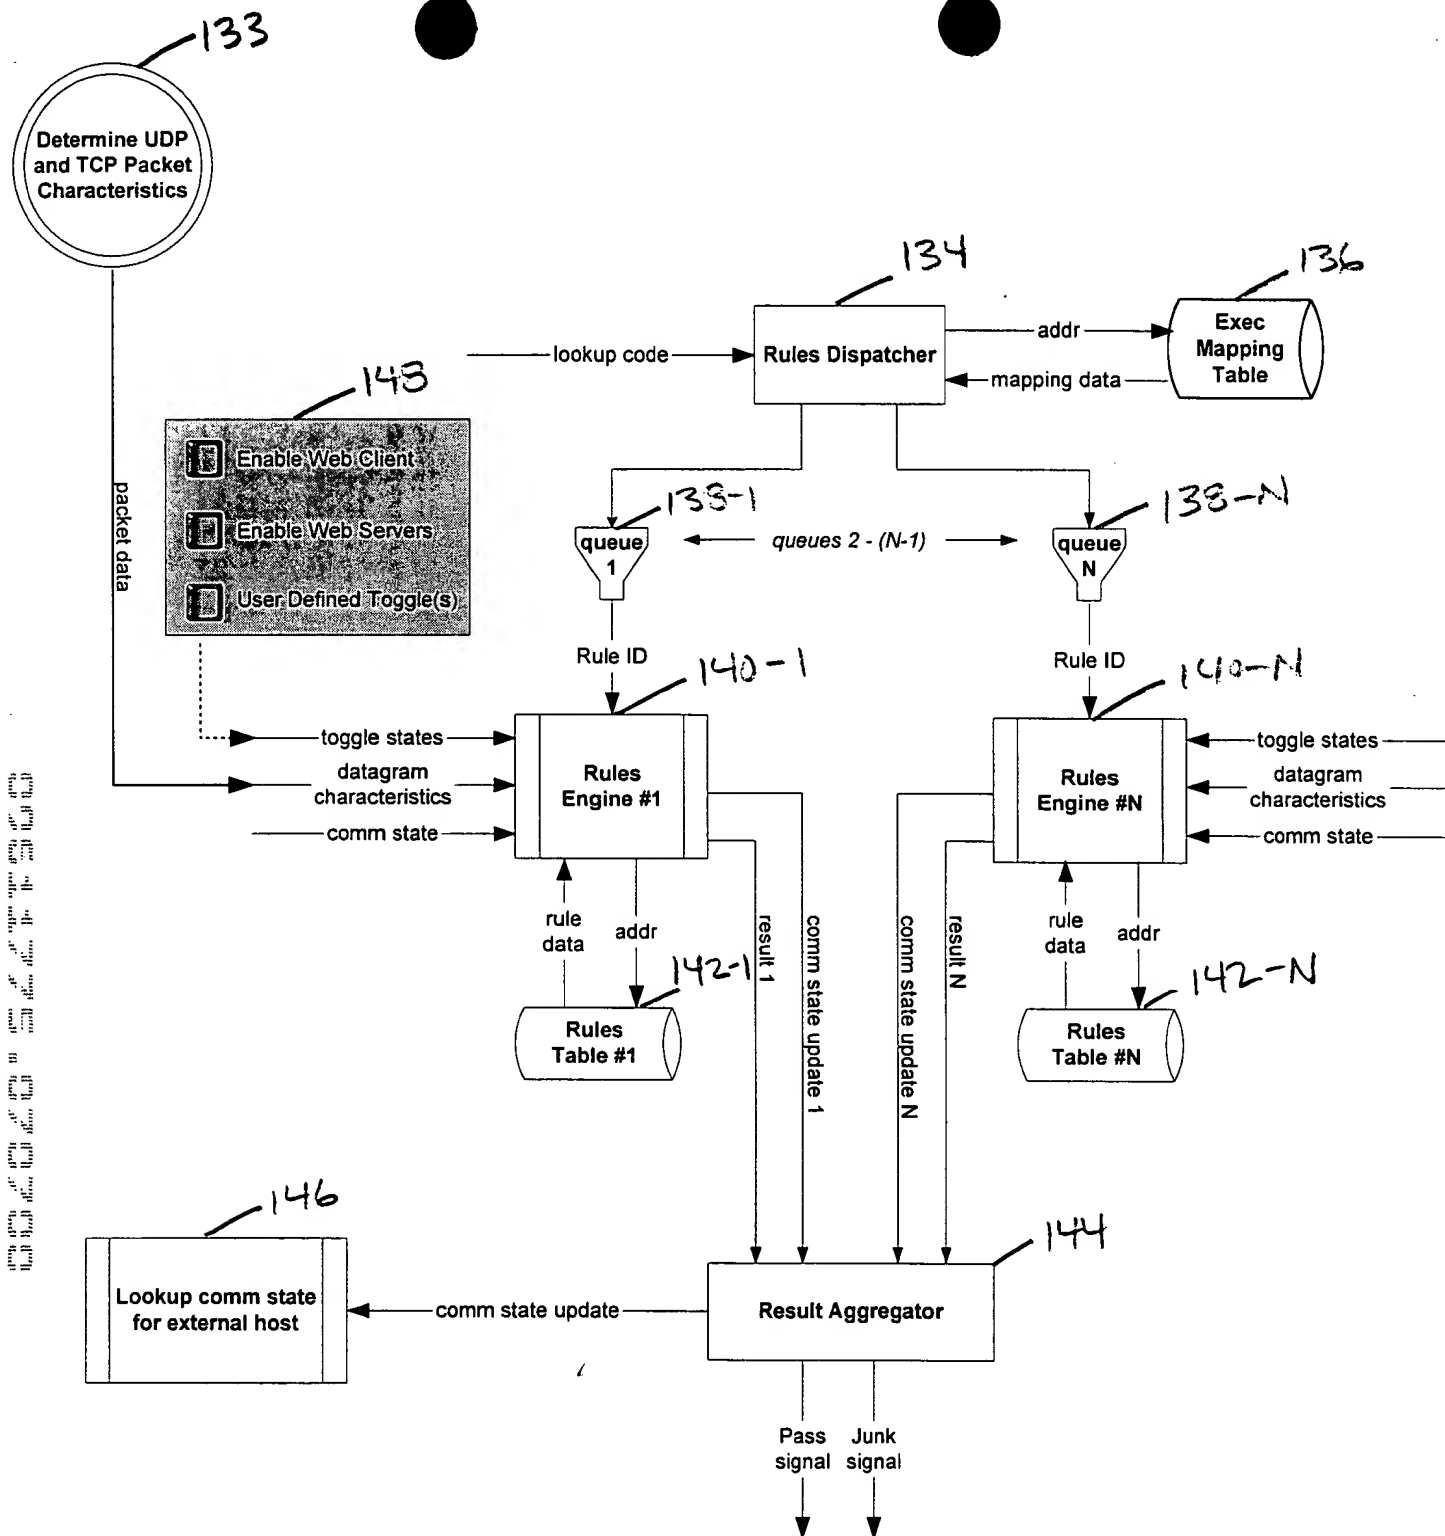 133
Determine UDP
and TCP Packet
Characteristics
134
136
lookup code
Rules Dispatcher
addr
mapping data
Exec
Mapping
Table
148
Enable Web Client
Enable Web Servers
User Defined Toggle(s)
packet data
138-1
138-N
queue
1
queues 2 - (N-1)
queue
N
Rule ID
Rule ID
140-1
140-N
toggle states
datagram
characteristics
comm state
Rules
Engine #1
Rules
Engine #N
toggle states
datagram
characteristics
comm state
rule
data
addr
result 1
comm state update 1
comm state update N
result N
rule
data
addr
142-1
142-N
Rules
Table #1
Rules
Table #N
146
144
Lookup comm state
for external host
comm state update
Result Aggregator
Pass
signal
Junk
signal